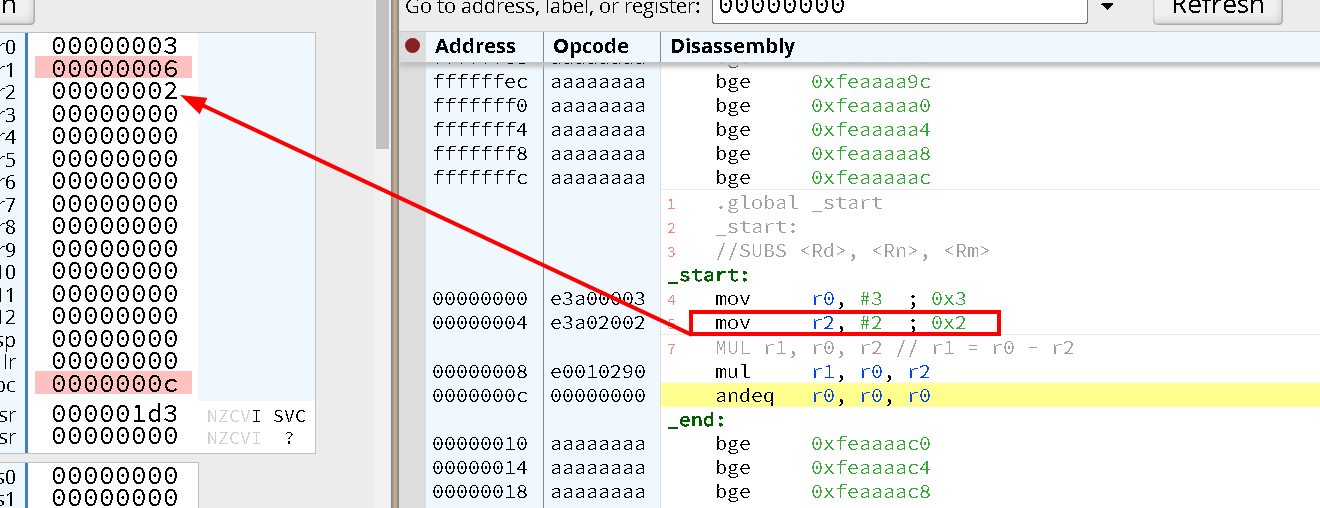 n
Go to address, label, or register: 00000000 Refresh
Address Opcode Disassembly
ffffffec aaaaaaaa bge 0xfeaaaa9c
fffffff0 aaaaaaaa bge 0xfeaaaaa0
fffffff4 aaaaaaaa bge 0xfeaaaaa4
fffffff8 aaaaaaaa bge 0xfeaaaaa8
fffffffc aaaaaaaa bge 0xfeaaaaac
1 .global _start
2 _start:
3 //SUBS <Rd>, <Rn>, <Rm>
_start:
00000000 e3a00003 4 mov r0, #3 ; 0x3
00000004 e3a02002 mov r2, #2 ; 0x2
7 MUL r1, r0, r2 // r1 = r0 - r2
00000008 e0010290 mul r1, r0, r2
0000000c 00000000 andeq r0, r0, r0
_end:
00000010 aaaaaaaa bge 0xfeaaaac0
00000014 aaaaaaaa bge 0xfeaaaac4
00000018 aaaaaaaa bge 0xfeaaaac8
r0 00000003
r1 00000006
r2 00000002
r3 00000000
r4 00000000
r5 00000000
r6 00000000
r7 00000000
r8 00000000
r9 00000000
10 00000000
11 00000000
12 00000000
sp 00000000
lr 00000000
pc 0000000c
sr 000001d3 NZCVI SVC
sr 00000000 NZCVI ?
s0 00000000
s1 00000000